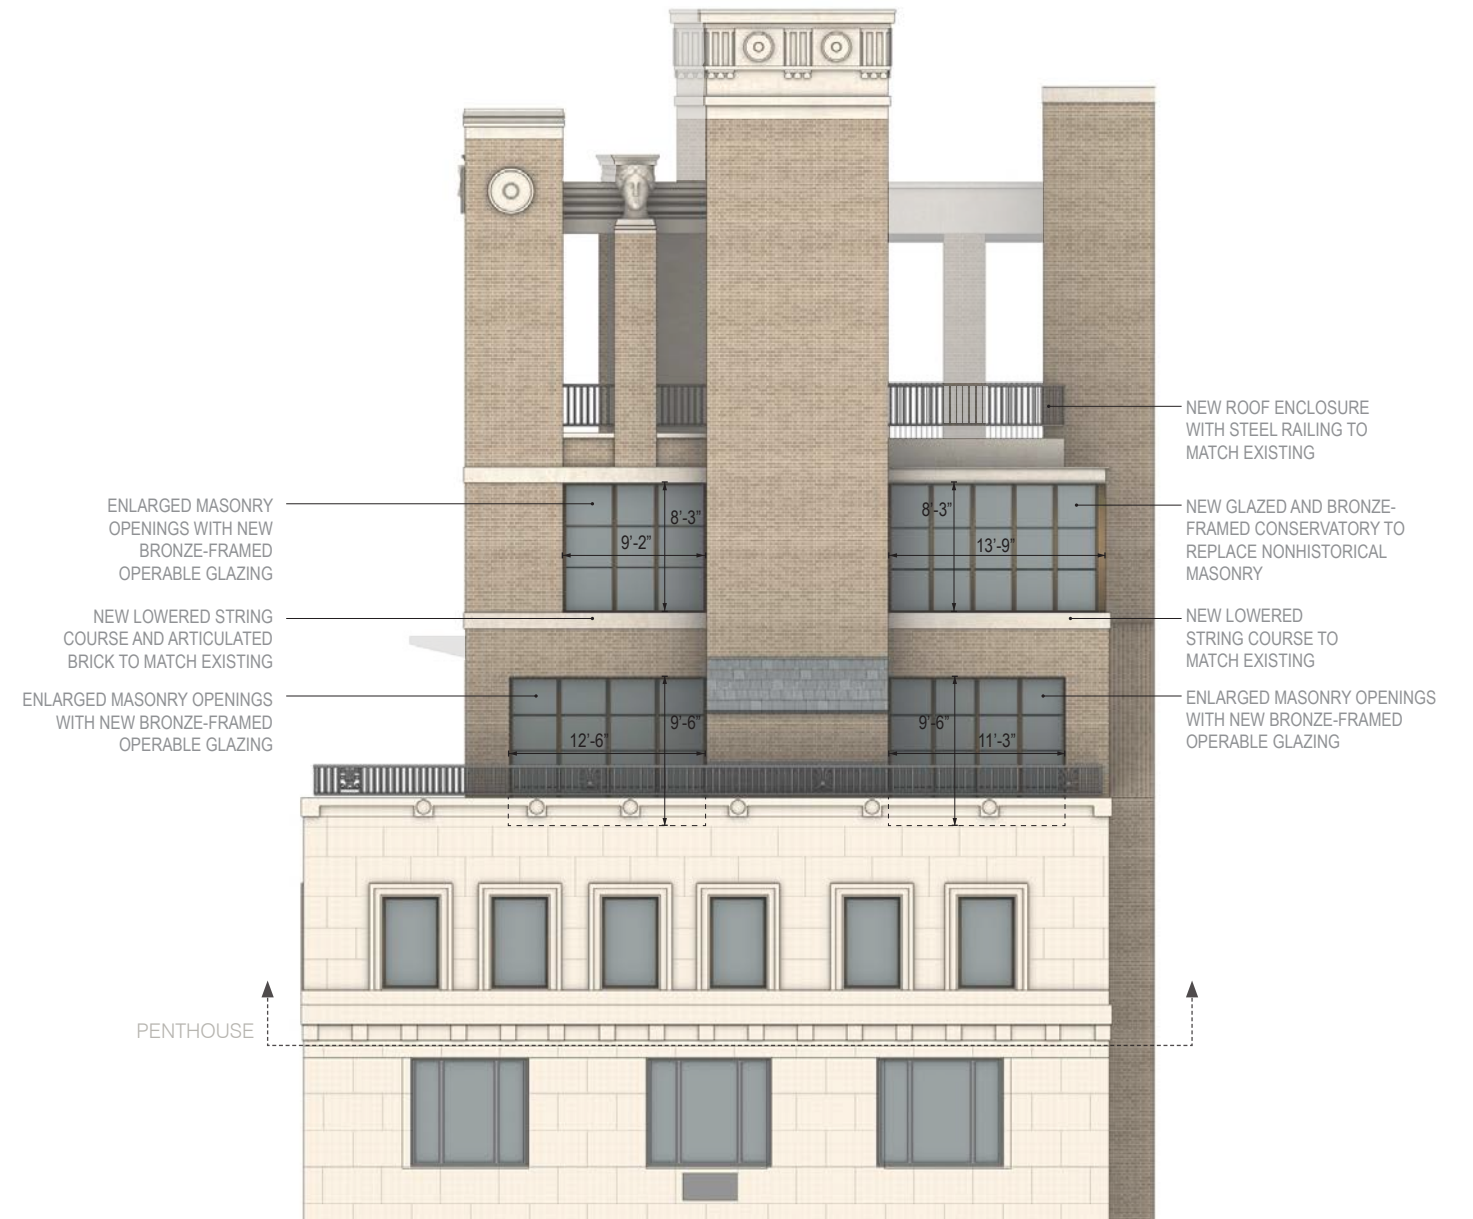 NEW ROOF ENCLOSURE
WITH STEEL RAILING TO
MATCH EXISTING
ENLARGED MASONRY
OPENINGS WITH NEW
BRONZE-FRAMED
OPERABLE GLAZING
8'-3"
9'-2"
8'-3"
13'-9"
NEW GLAZED AND BRONZE-
FRAMED CONSERVATORY TO
REPLACE NONHISTORICAL
MASONRY
NEW LOWERED STRING
COURSE AND ARTICULATED
BRICK TO MATCH EXISTING
NEW LOWERED
STRING COURSE TO
MATCH EXISTING
ENLARGED MASONRY OPENINGS
WITH NEW BRONZE-FRAMED
OPERABLE GLAZING
9'-6"
12'-6"
9'-6"
11'-3"
ENLARGED MASONRY OPENINGS
WITH NEW BRONZE-FRAMED
OPERABLE GLAZING
PENTHOUSE